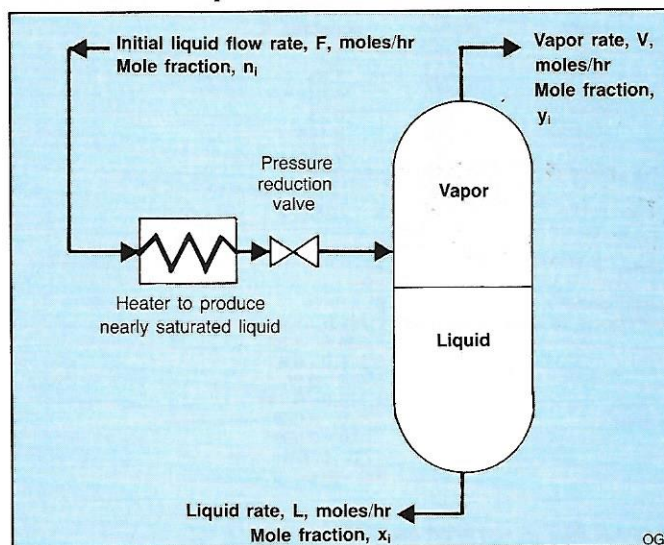 Initial liquid flow rate, F, moles/hr
Mole fraction, nᵢ
Vapor rate, V,
moles/hr
Mole fraction,
yᵢ
Pressure
reduction
valve
Vapor
Heater to produce
nearly saturated liquid
Liquid
Liquid rate, L, moles/hr
Mole fraction, xᵢ